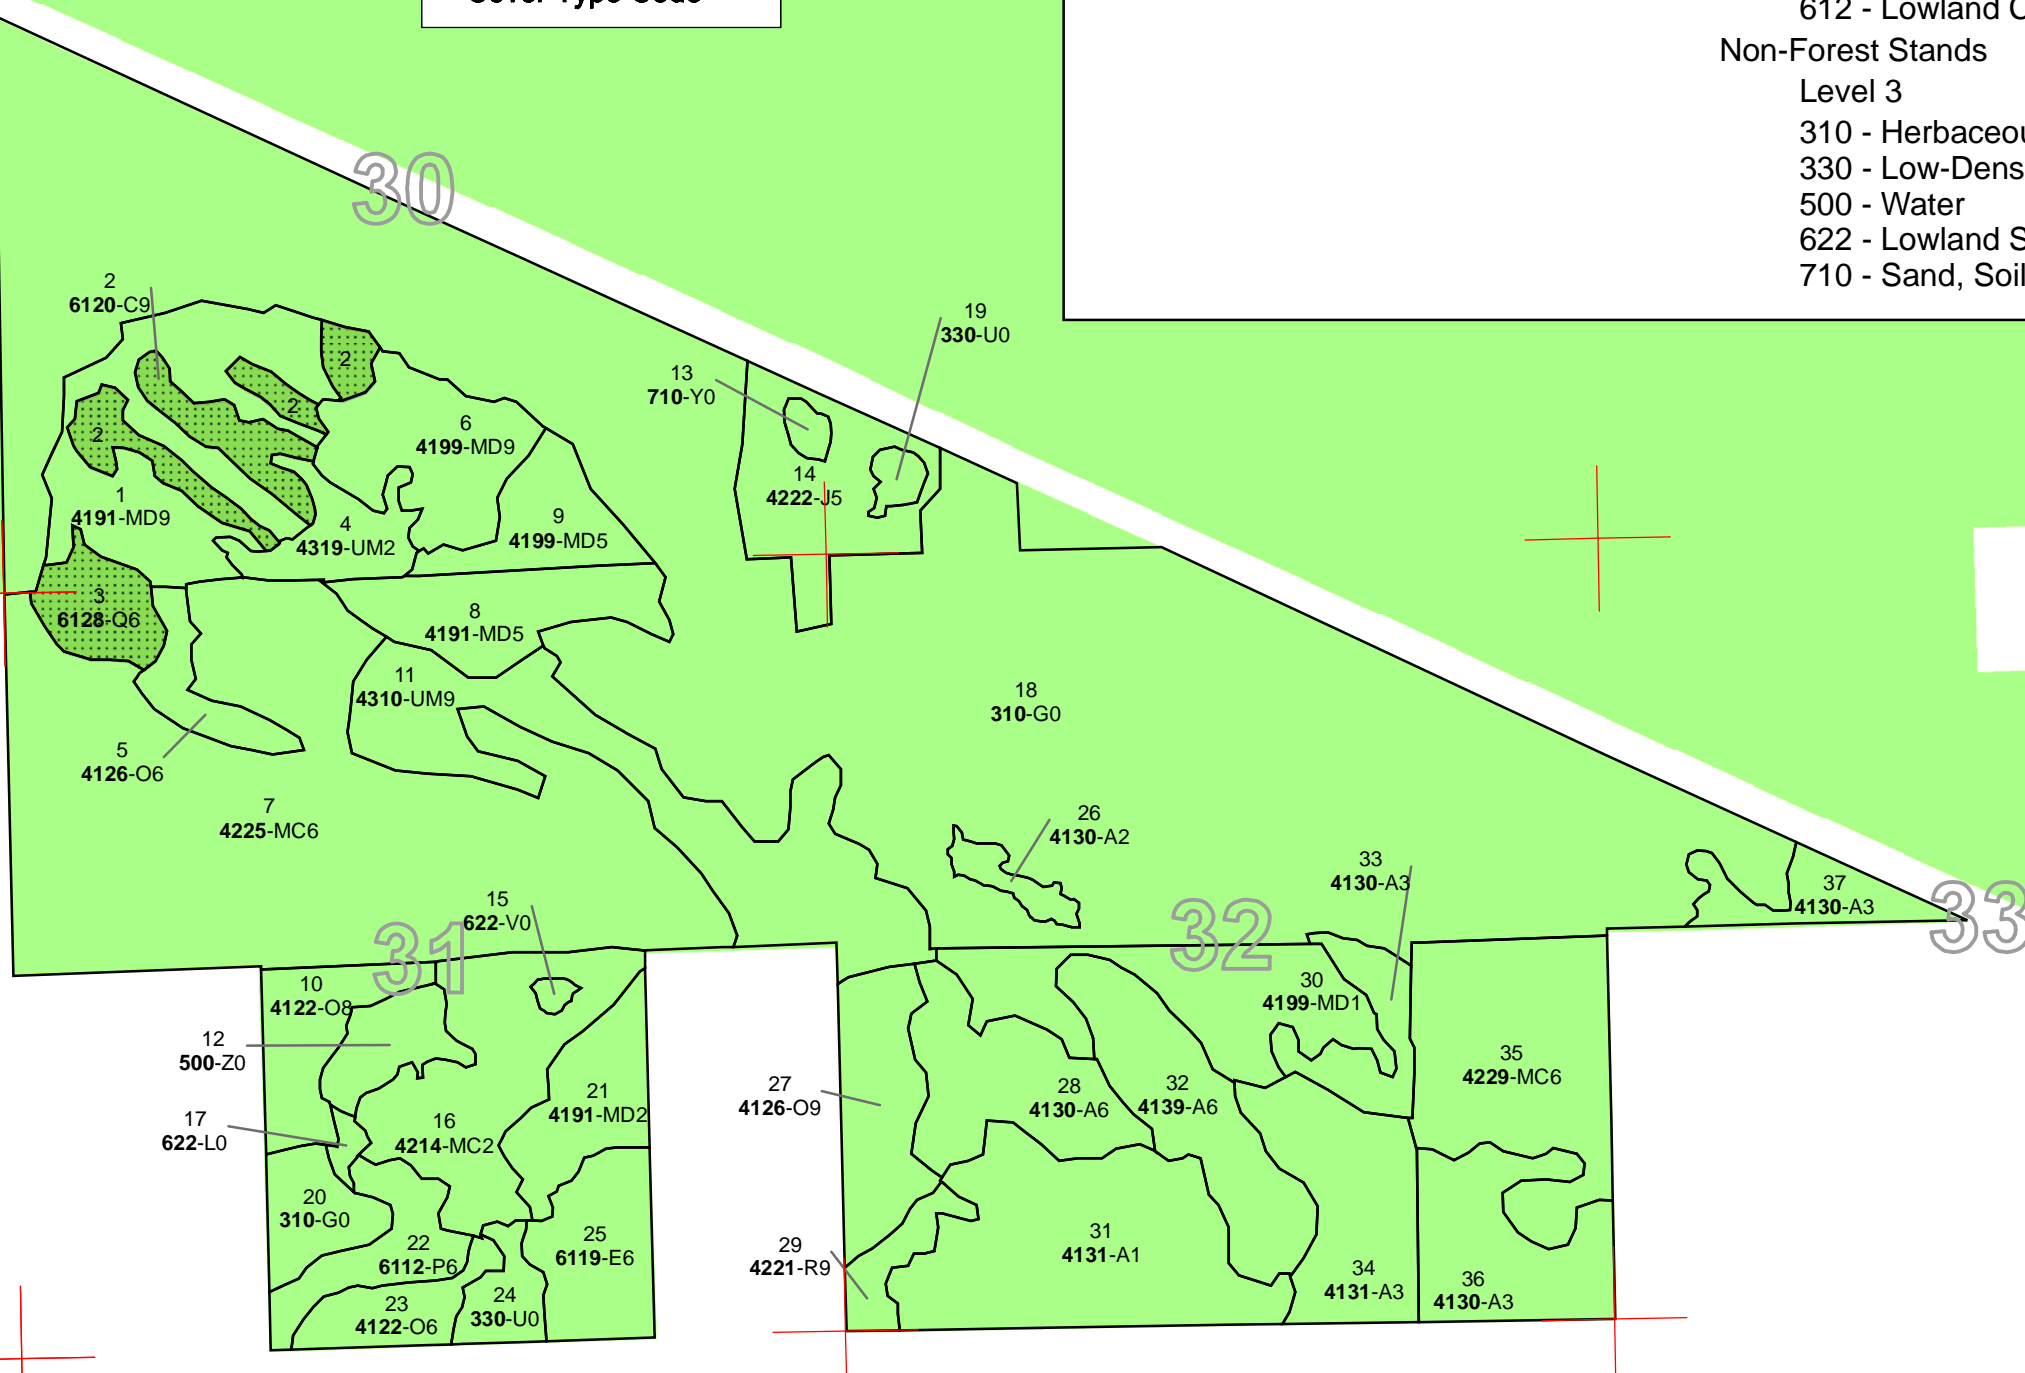 Cover Type Code
612 - Lowland
Non-Forest Stands
Level 3
310 - Herbaceou
330 - Low-Dens
500 - Water
622 - Lowland S
710 - Sand, Soil
30
2
6120-C9
19
330-U0
2
13
710-Y0
2
6
4199-MD9
2
14
4222-J5
1
4191-MD9
4
4319-UM2
9
4199-MD5
3
6128-Q6
8
4191-MD5
11
4310-UM9
18
310-G0
5
4126-O6
7
4225-MC6
26
4130-A2
33
4130-A3
37
4130-A3
15
622-V0
31
32
33
10
4122-O8
30
4199-MD1
12
500-Z0
35
4229-MC6
27
4126-O9
21
4191-MD2
28
4130-A6
32
4139-A6
17
622-L0
16
4214-MC2
20
310-G0
22
6112-P6
25
6119-E6
29
4221-R9
31
4131-A1
34
4131-A3
36
4130-A3
23
4122-O6
24
330-U0